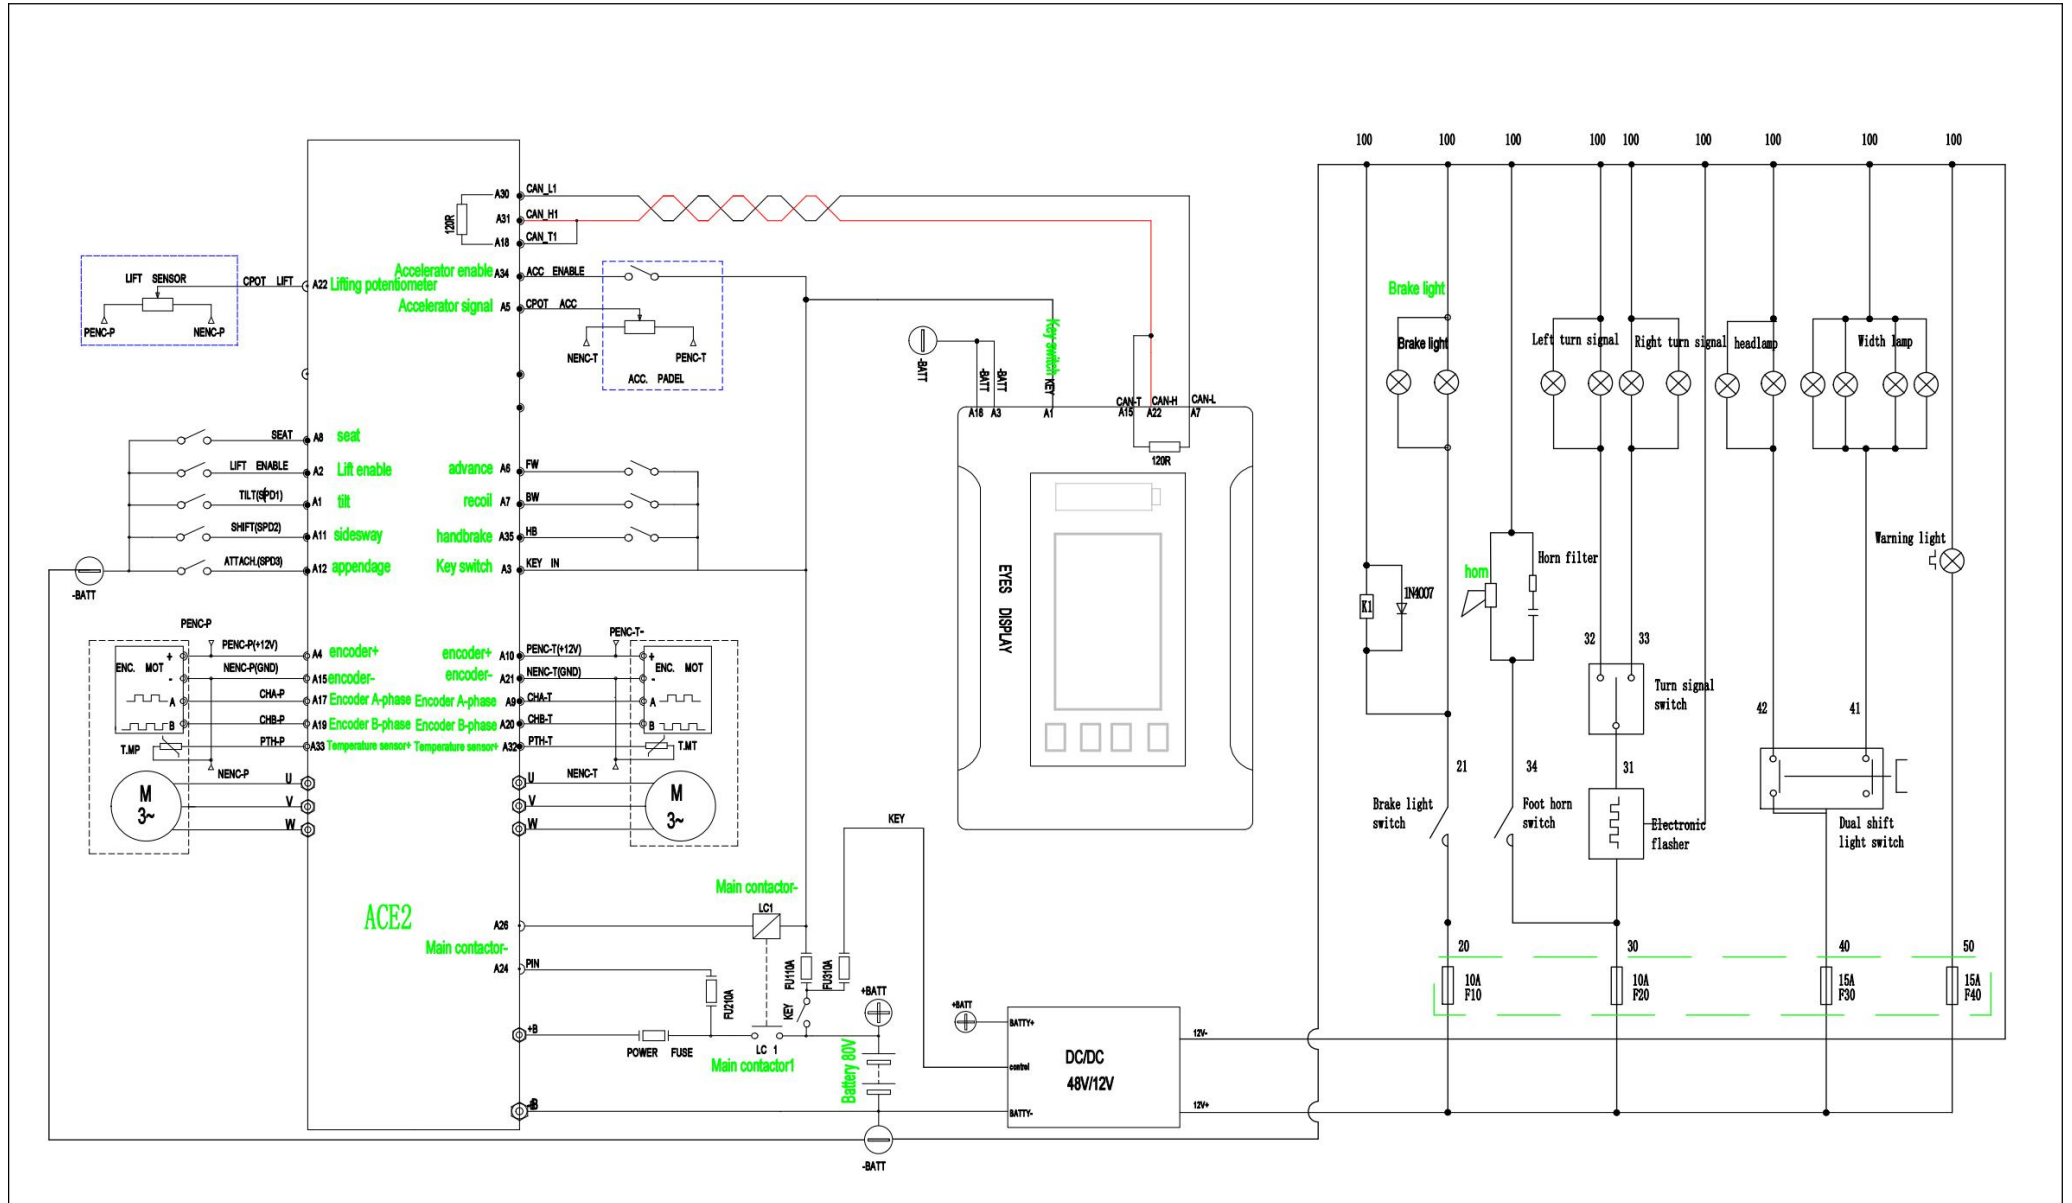 100 100 100 100 100 100 100 100 100
A30 CAN_L1
A31 CAN_H1
A18 CAN_T1
120R
Accelerator enable A34 ACC ENABLE
LIFT SENSOR
CPOT LIFT A22 Lifting potentiometer
PENC-P NENC-P
Accelerator signal A5 CPOT ACC
NENC-T PENC-T
ACC. PADEL
-BATT
-BATT
-BATT
Key switch
KEY
CAN-T CAN-H CAN-L
A18 A3 A1 A15 A22 A7
120R
EYES DISPLAY
Brake light
Brake light
Left turn signal
Right turn signal
headlamp
Width lamp
SEAT A8 seat
LIFT ENABLE A2 Lift enable
TILT(SPD1) A1 tilt
SHIFT(SPD2) A11 sidesway
ATTACH.(SPD3) A12 appendage
-BATT
advance A6 FW
recoil A7 BW
handbrake A35 HB
Key switch A3 KEY IN
PENC-P
PENC-P(+12V) A4 encoder+
NENC-P(GND) A15 encoder-
CHA-P A17 Encoder A-phase
CHB-P A19 Encoder B-phase
PTH-P A33 Temperature sensor+
ENC. MOT
+
-
A
B
T.MP
NENC-P
U
V
W
M
3~
PENC-T-
encoder+ A10 PENC-T(+12V)
encoder- A21 NENC-T(GND)
Encoder A-phase A9 CHA-T
Encoder B-phase A20 CHB-T
Temperature sensor+ A32 PTH-T
+
-
A
B
ENC. MOT
T.MT
NENC-T
U
V
W
M
3~
K1
1N4007
horn
Horn filter
Warning light
32 33
Turn signal
switch
42 41
21 34 31
Brake light
switch
Foot horn
switch
Electronic
flasher
Dual shift
light switch
KEY
ACE2
Main contactor-
LC1
A26
Main contactor-
A24 PIN
FU210A
FU110A
FU310A
KEY
+BATT
+B
POWER FUSE
LC 1
Main contactor1
Battery 80V
-BATT
+BATT
BATTY+
control
BATTY-
DC/DC
48V/12V
12V-
12V+
20 30 40 50
10A
F10
10A
F20
15A
F30
15A
F40